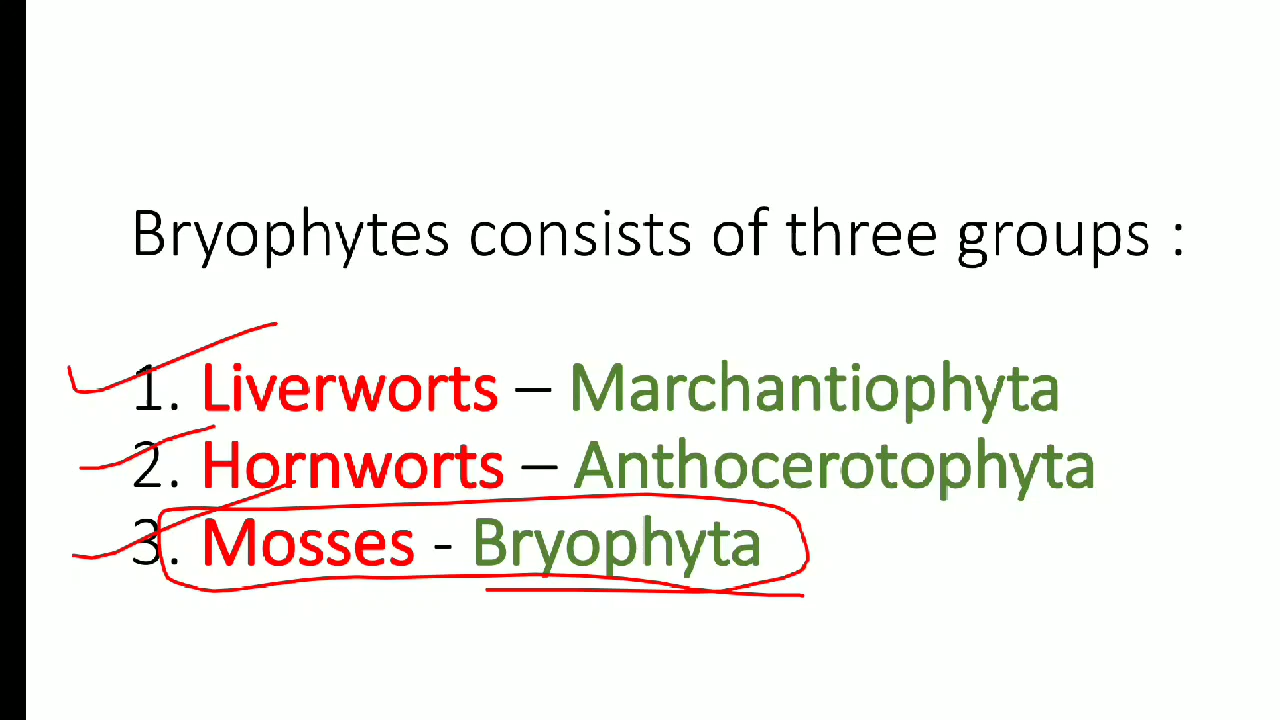 Bryophytes consists of three groups :
1. Liverworts – Marchantiophyta
2. Hornworts – Anthocerotophyta
3. Mosses - Bryophyta